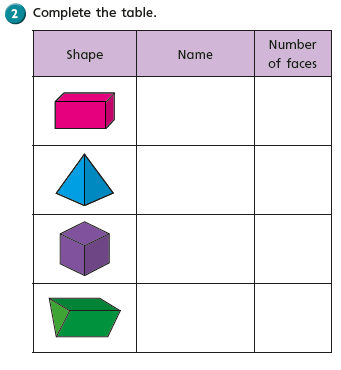 2 Complete the table.
Shape
Name
Number
of faces